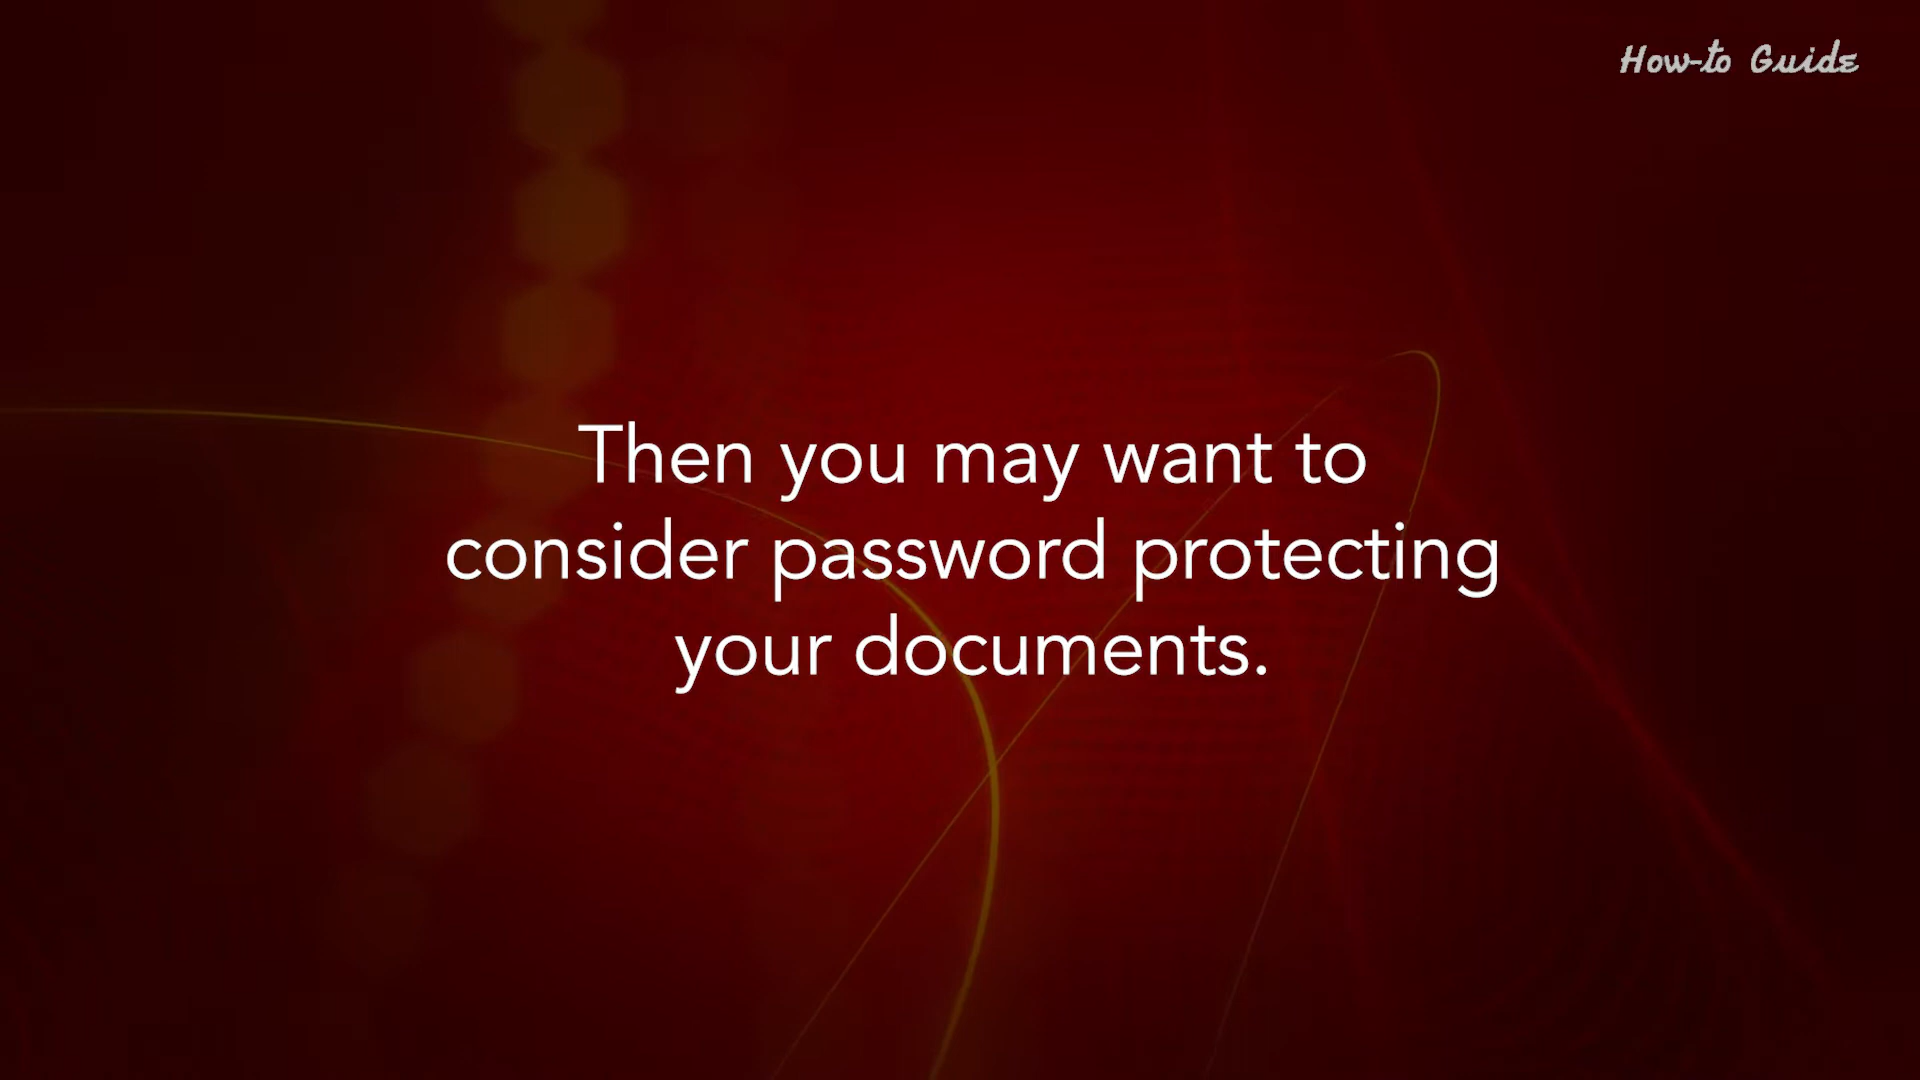 How-to Guide
Then you may want to
consider password protecting
your documents.